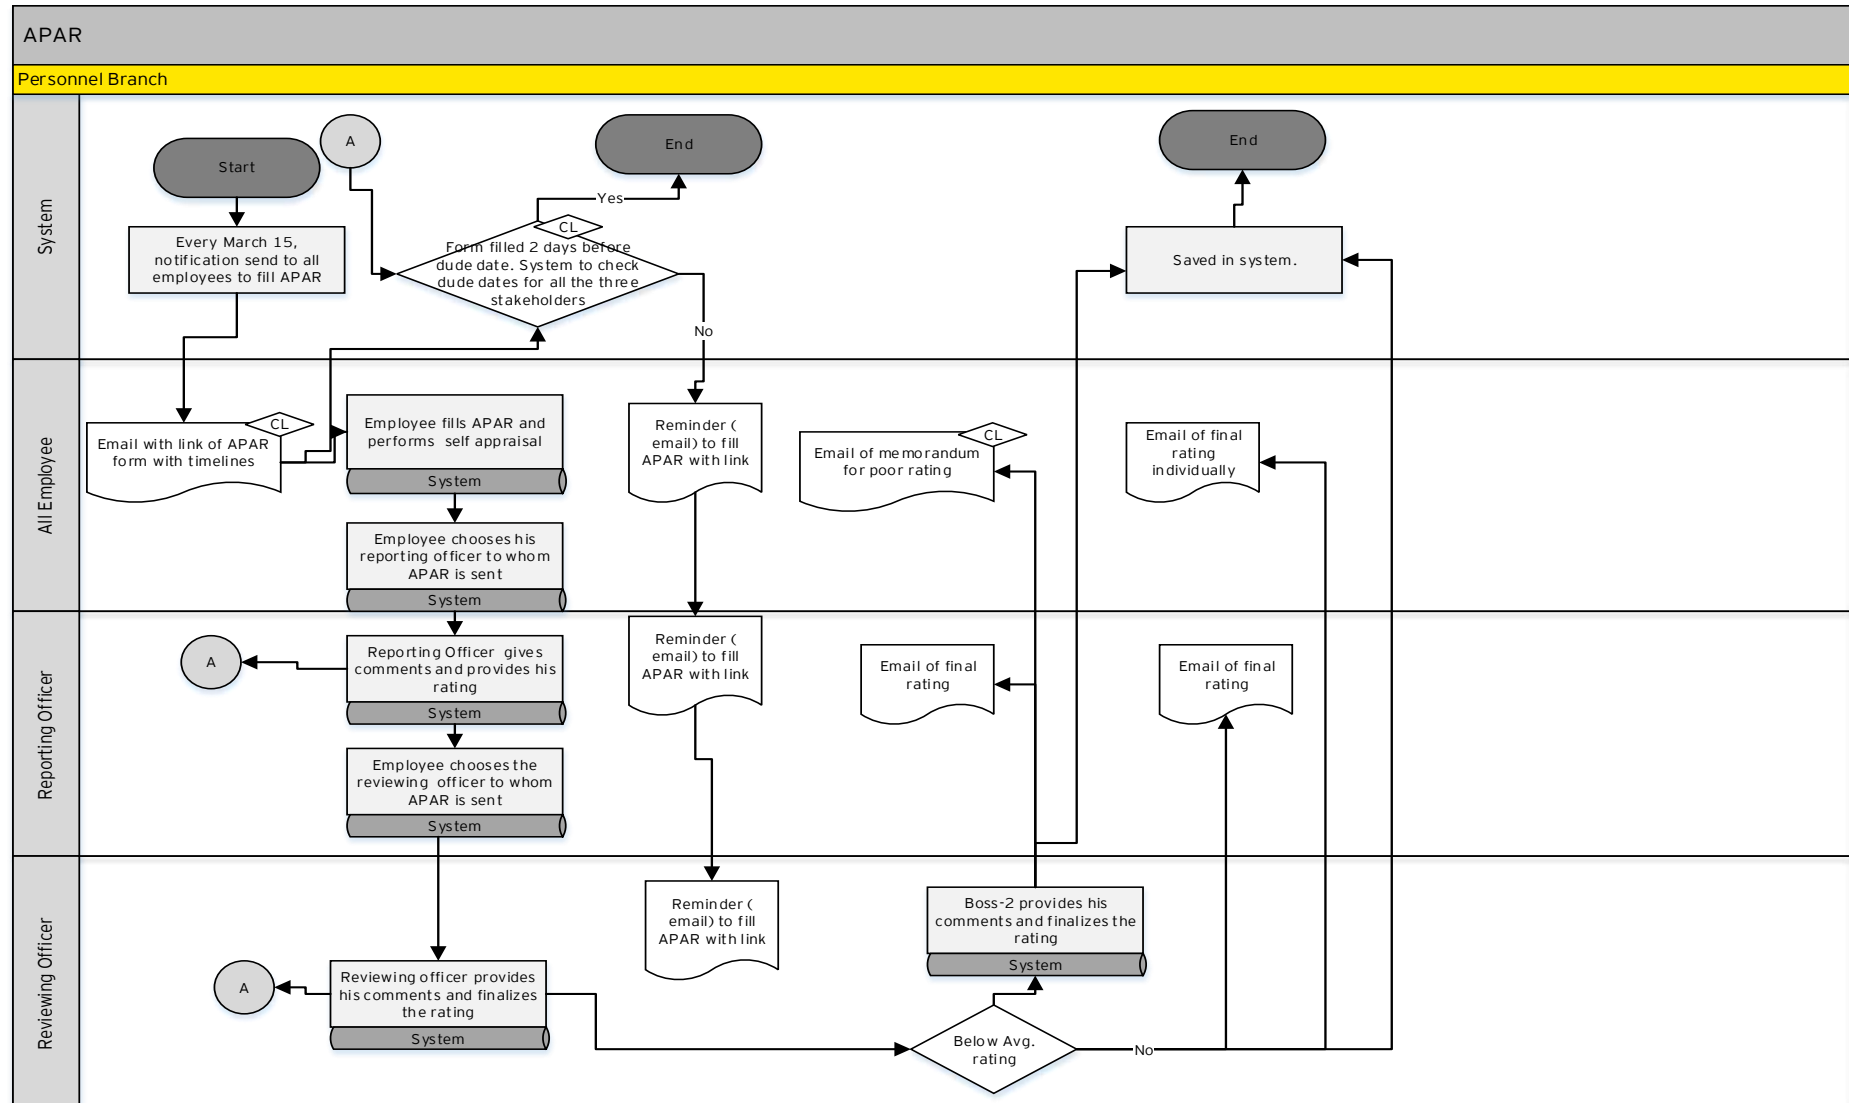 APAR
Personnel Branch
System
Start
A
End
End
Every March 15,
notification send to all
employees to fill APAR
Yes
CL
Form filled 2 days before
dude date. System to check
dude dates for all the three
stakeholders
No
Saved in system.
All Employee
CL
Email with link of APAR
form with timelines
Employee fills APAR and
performs self appraisal
System
Employee chooses his
reporting officer to whom
APAR is sent
System
Reminder (
email) to fill
APAR with link
CL
Email of memorandum
for poor rating
Email of final
rating
individually
Reporting Officer
A
Reporting Officer gives
comments and provides his
rating
System
Employee chooses the
reviewing officer to whom
APAR is sent
System
Reminder (
email) to fill
APAR with link
Email of final
rating
Email of final
rating
Reviewing Officer
A
Reviewing officer provides
his comments and finalizes
the rating
System
Reminder (
email) to fill
APAR with link
Boss-2 provides his
comments and finalizes the
rating
System
Below Avg.
rating
No